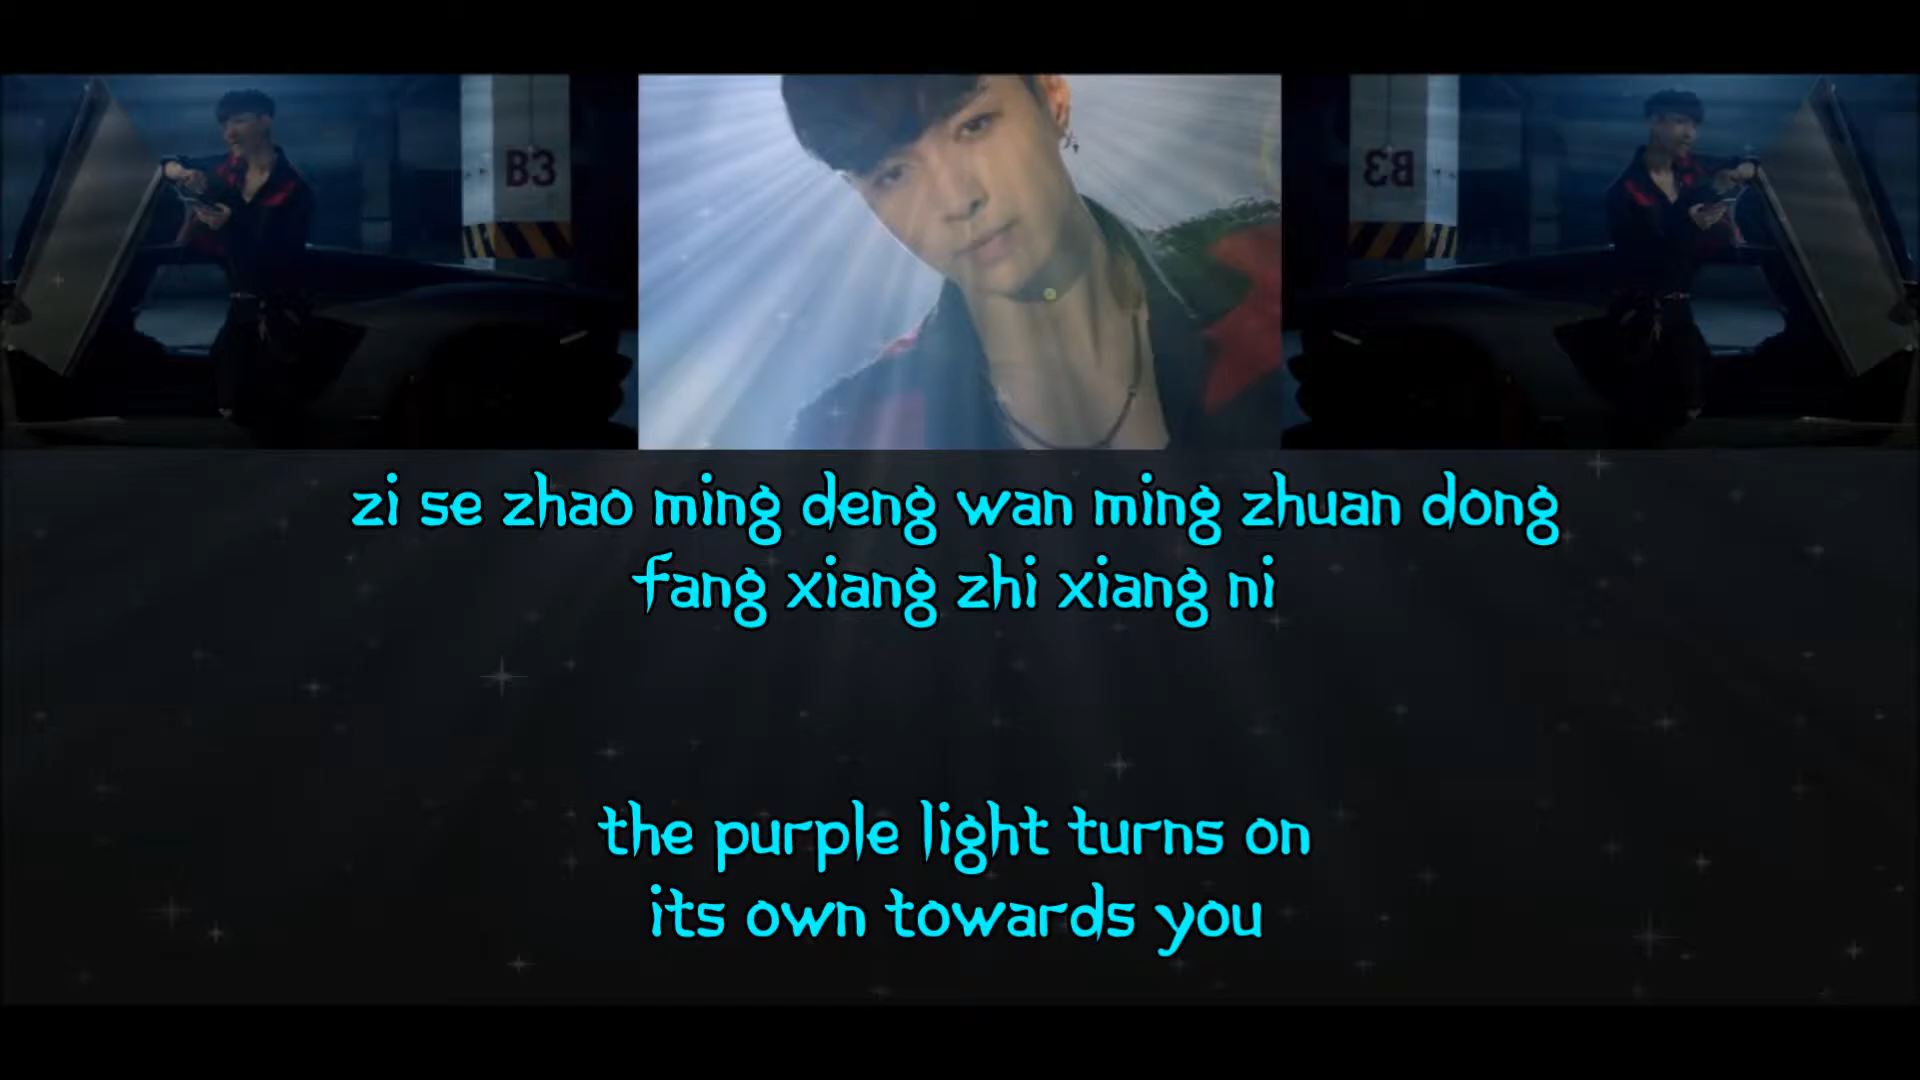 B3
B3
zi se zhao ming deng wan ming zhuan dong
fang xiang zhi xiang ni
the purple light turns on
its own towards you